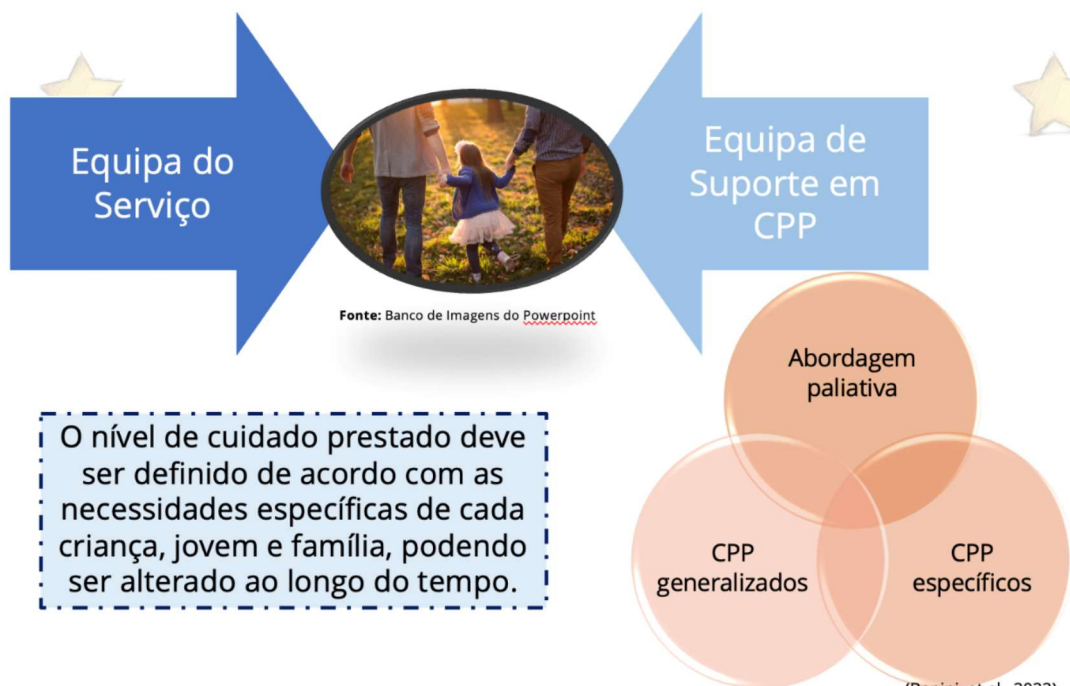 Equipa do
Serviço
Equipa de
Suporte em
CPP
Fonte: Banco de Imagens do Powerpoint
O nível de cuidado prestado deve
ser definido de acordo com as
necessidades específicas de cada
criança, jovem e família, podendo
ser alterado ao longo do tempo.
Abordagem
paliativa
CPP
generalizados
CPP
específicos